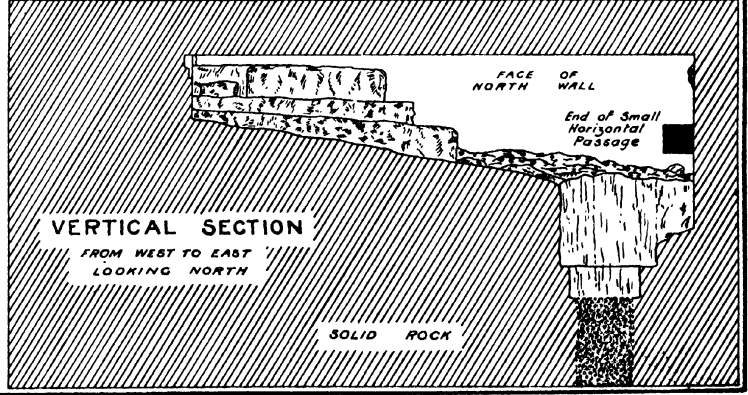 FACE OF
NORTH WALL
End of Small
Horizontal
Passage
VERTICAL SECTION
FROM WEST TO EAST
LOOKING NORTH
SOLID ROCK